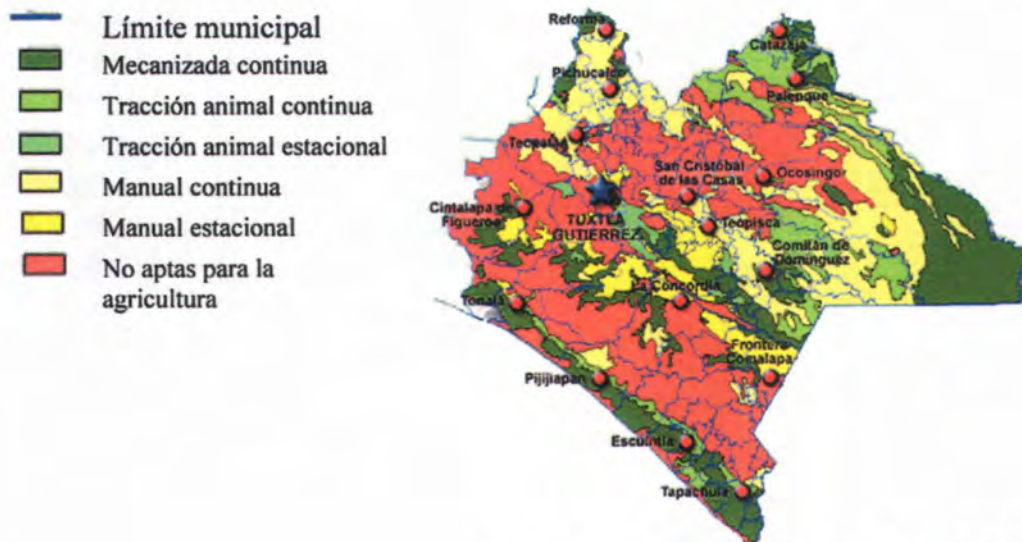 Límite municipal
Mecanizada continua
Tracción animal continua
Tracción animal estacional
Manual continua
Manual estacional
No aptas para la
agricultura
Reforma
Catazajá
Pichucalco
Palenque
Tecpatán
San Cristóbal
de las Casas
Ocosingo
Cintalapa de
Figueroa
TUXTLA
GUTIERREZ
Teopisca
Comitán de
Domínguez
La Concordia
Tonalá
Frontera
Comalapa
Pijijiapan
Escuintla
Tapachula